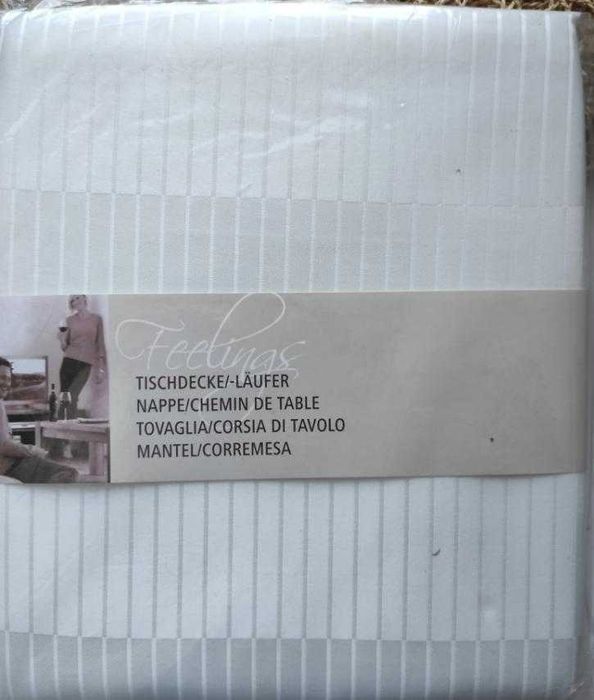 Feelings
TISCHDECKE/-LÄUFER
NAPPE/CHEMIN DE TABLE
TOVAGLIA/CORSIA DI TAVOLO
MANTEL/CORREMESA